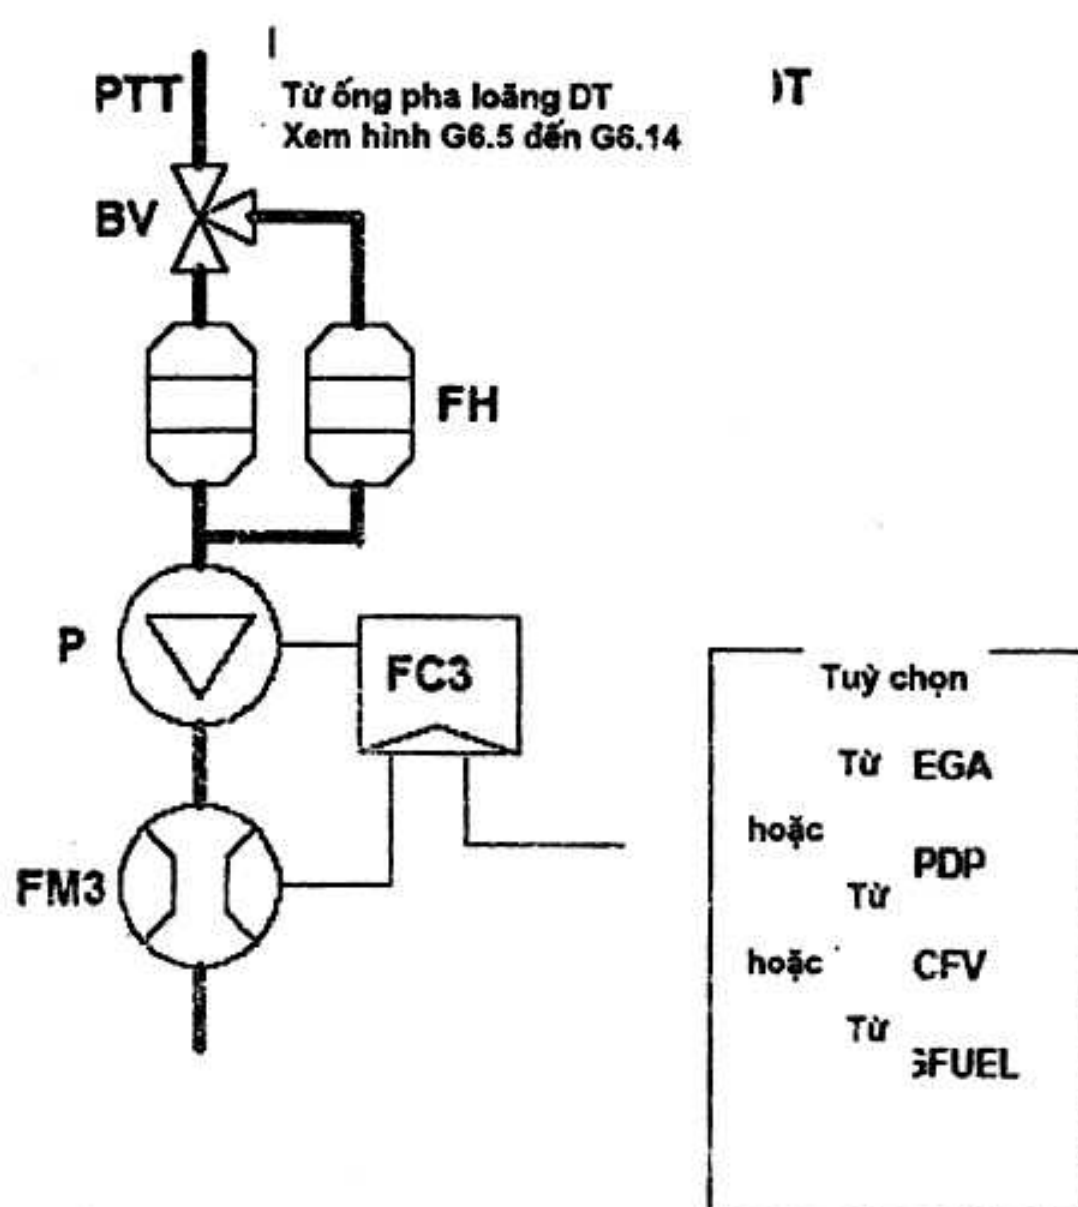 PTT
Từ ống pha loãng DT
Xem hình G6.5 đến G6.14
BV
FH
P
FC3
FM3
Tuỳ chọn
Từ EGA
hoặc
PDP
Từ
hoặc
CFV
Từ